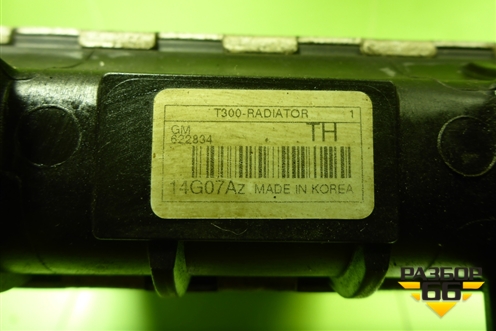 T300-RADIATOR 1
GM
622834
TH
14G07Az MADE IN KOREA
РАЗБОР
66